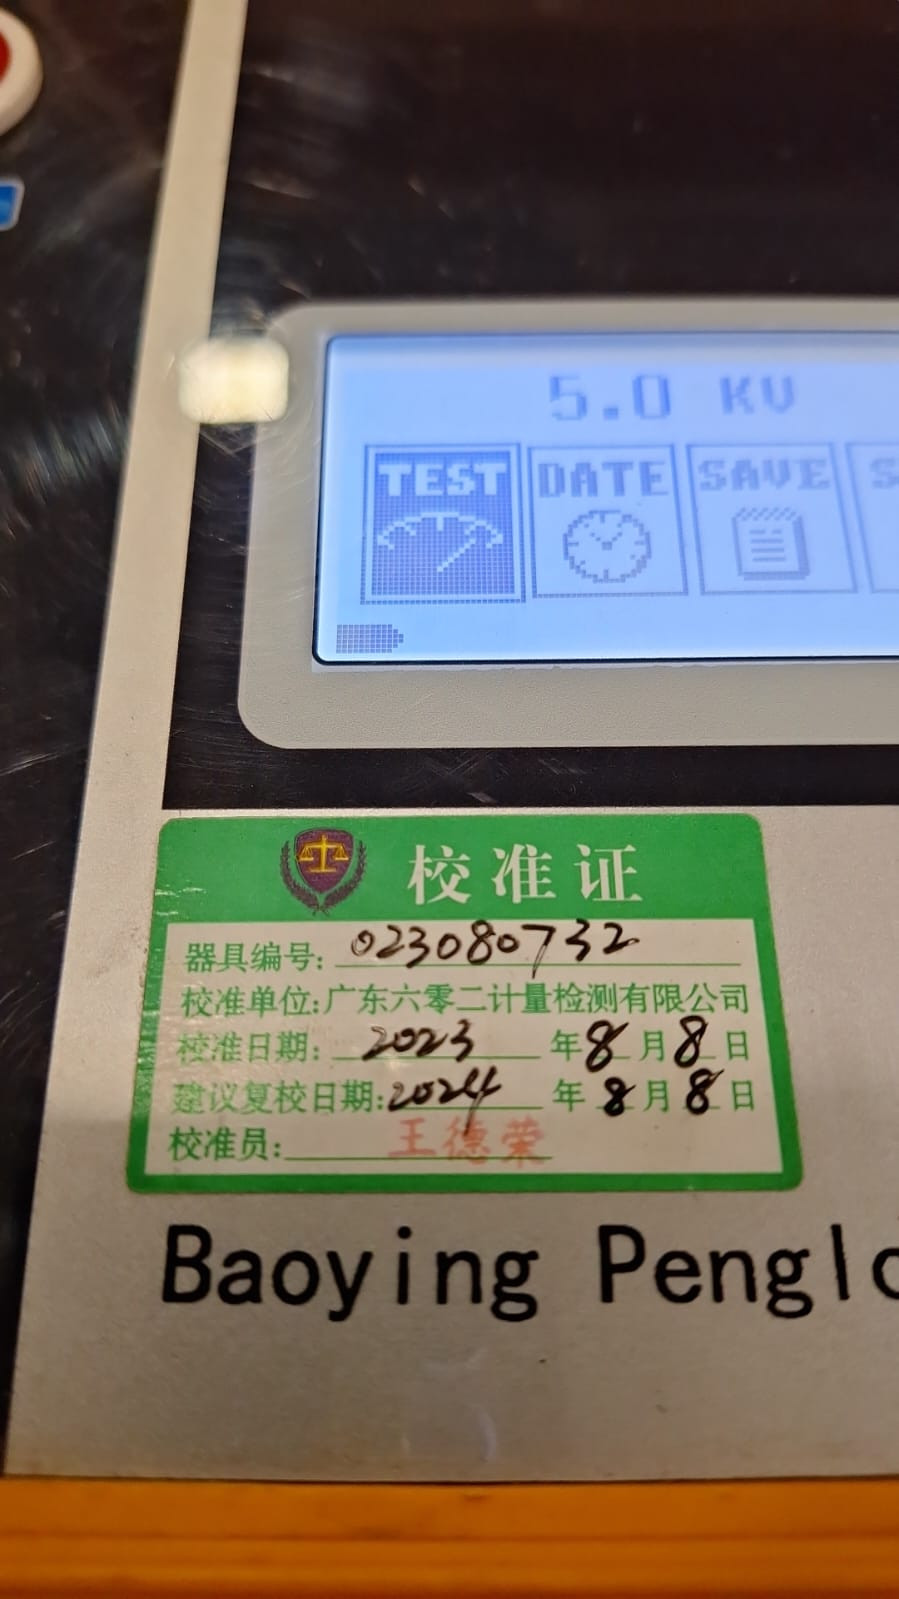 5.0 KV
TEST DATE SAVE
校准证
器具编号: 023080732
校准单位:广东六零二计量检测有限公司
校准日期: 2023 年 8 月 8 日
建议复校日期: 2024 年 8 月 8 日
校准员: 王德荣
Baoying Penglo